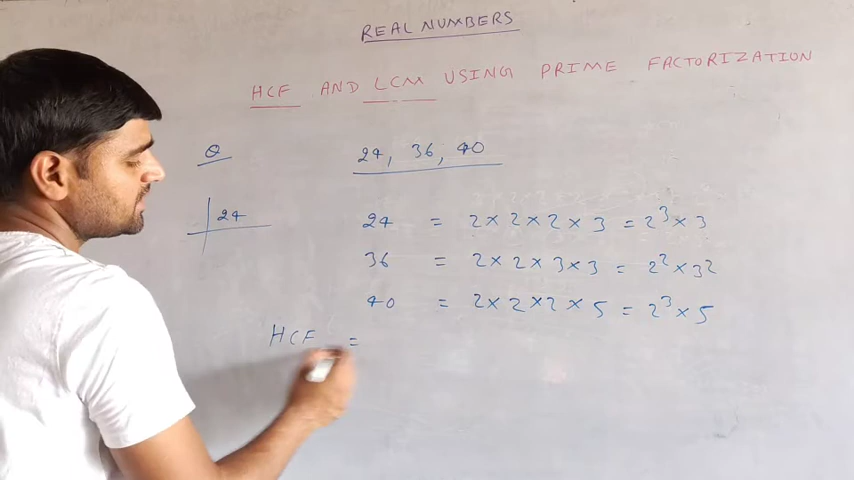 REAL NUMBERS
HCF AND LCM USING PRIME FACTORIZATION
Q 24, 36, 40
24
24 = 2×2×2×3 = 2³×3
36 = 2×2×3×3 = 2²×3²
40 = 2×2×2×5 = 2³×5
HCF =